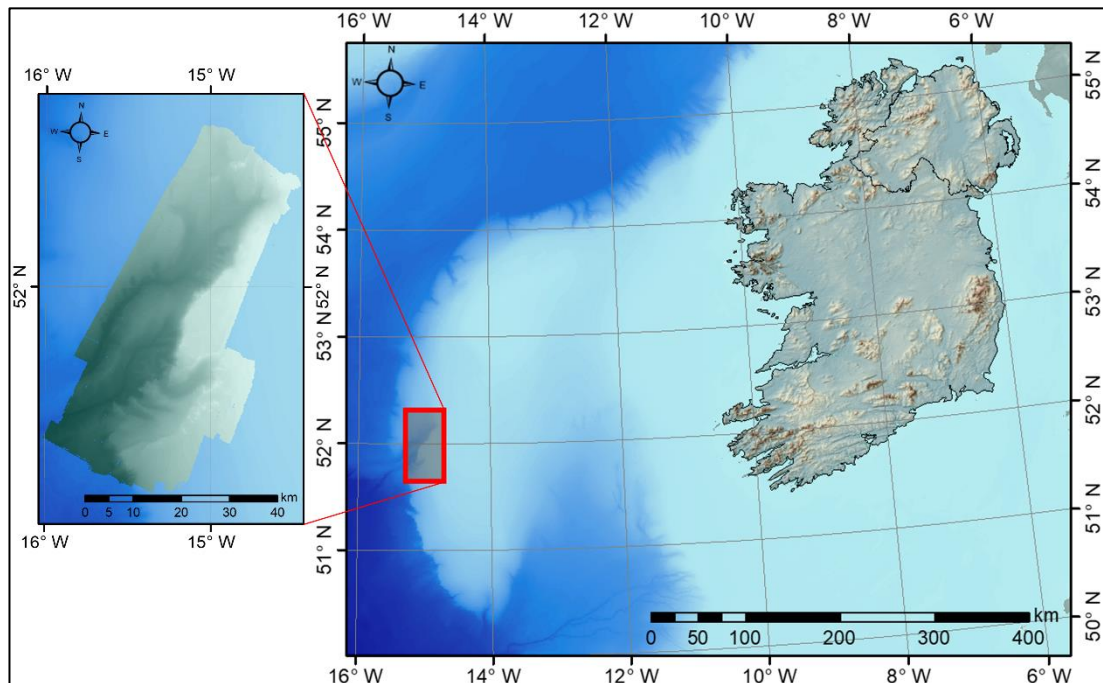 16° W 14° W 12° W 10° W 8° W 6° W
16° W 15° W
N
W E
S
N
W E
S
55° N 55° N
54° N 54° N
52° N 52° N
53° N 53° N
52° N 52° N
51° N 51° N
50° N
km
0 5 10 20 30 40
16° W 15° W
km
0 50 100 200 300 400
16° W 14° W 12° W 10° W 8° W 6° W